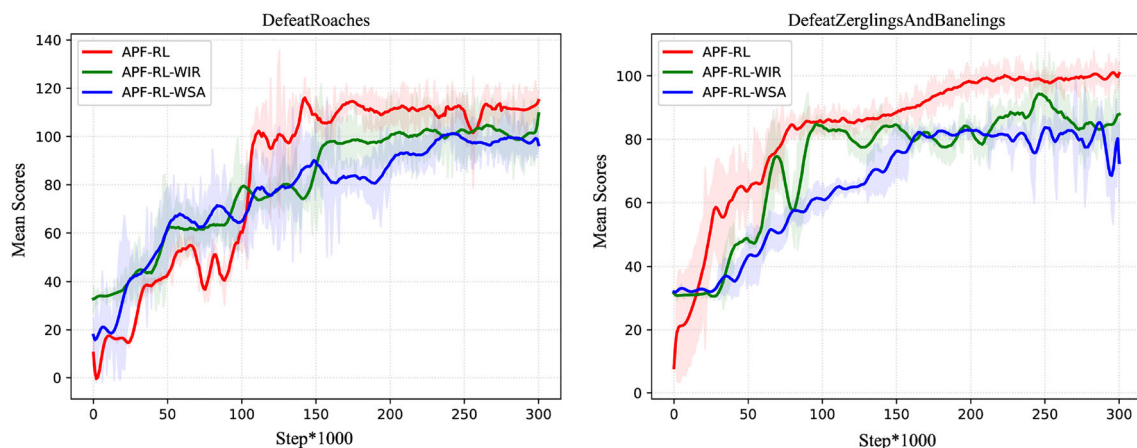 DefeatRoaches
140
120
100
80
60
40
20
0
Mean Scores
APF-RL
APF-RL-WIR
APF-RL-WSA
0 50 100 150 200 250 300
Step*1000
DefeatZerglingsAndBanelings
100
80
60
40
20
0
Mean Scores
APF-RL
APF-RL-WIR
APF-RL-WSA
0 50 100 150 200 250 300
Step*1000